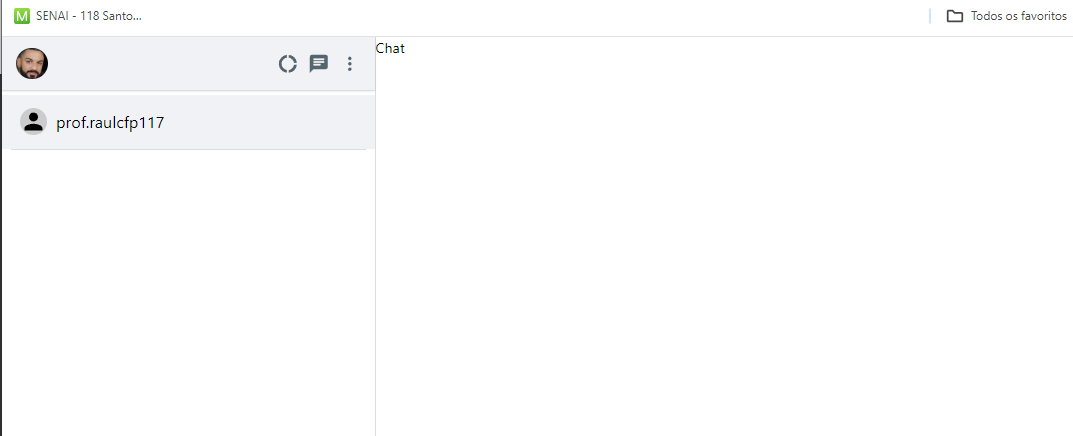 M SENAI - 118 Santo...
Todos os favoritos
Chat
prof.raulcfp117